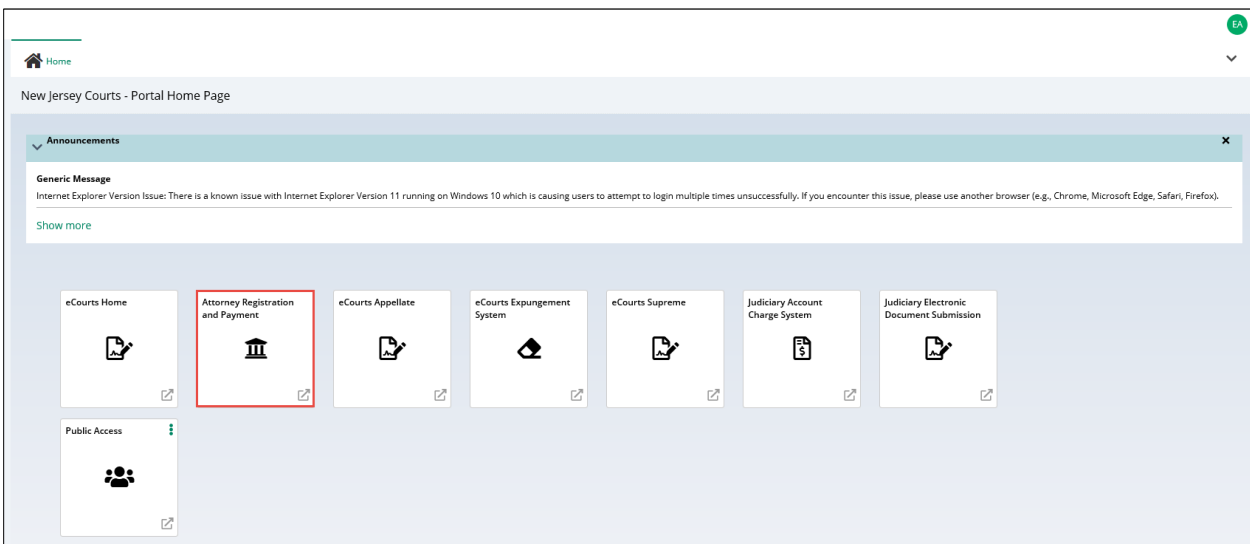 EA
Home
New Jersey Courts - Portal Home Page
Announcements
Generic Message
Internet Explorer Version Issue: There is a known issue with Internet Explorer Version 11 running on Windows 10 which is causing users to attempt to login multiple times unsuccessfully. If you encounter this issue, please use another browser (e.g., Chrome, Microsoft Edge, Safari, Firefox).
Show more
eCourts Home
Attorney Registration
and Payment
eCourts Appellate
eCourts Expungement
System
eCourts Supreme
Judiciary Account
Charge System
Judiciary Electronic
Document Submission
Public Access